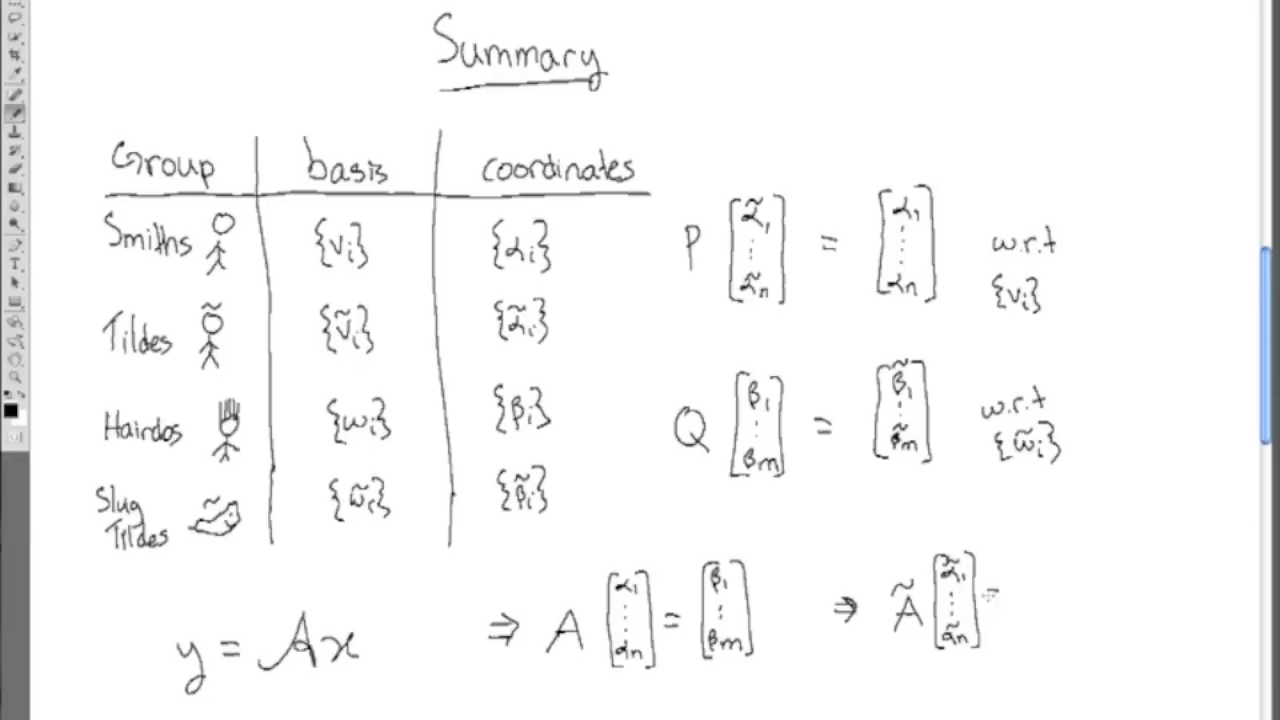 Summary
Group basis coordinates
Smiths {vᵢ} {αᵢ}
Tildes {ṽᵢ} {α̃ᵢ}
Hairdos {wᵢ} {βᵢ}
Slug
Tildes {w̃ᵢ} {β̃ᵢ}
P [α̃₁ ⋮ α̃n] = [α₁ ⋮ αn] w.r.t
{vᵢ}
Q [β₁ ⋮ βm] = [β̃₁ ⋮ β̃m] w.r.t
{w̃ᵢ}
y = Ax ⇒ A [α₁ ⋮ αn] = [β₁ ⋮ βm] ⇒ Ã [α̃₁ ⋮ α̃n] =